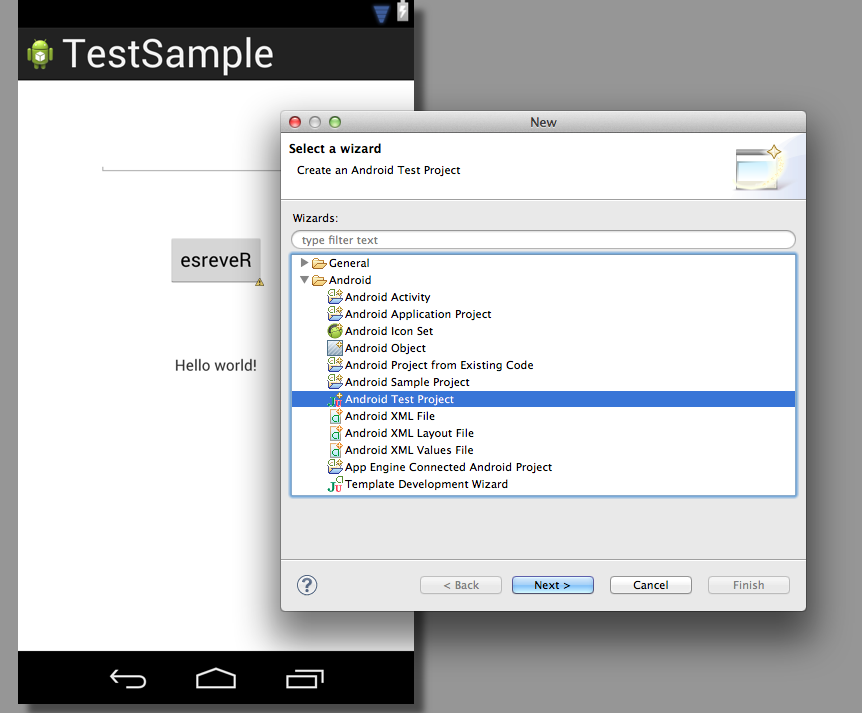 TestSample
esreveR
Hello world!
New
Select a wizard
Create an Android Test Project
Wizards:
type filter text
General
Android
Android Activity
Android Application Project
Android Icon Set
Android Object
Android Project from Existing Code
Android Sample Project
Android Test Project
Android XML File
Android XML Layout File
Android XML Values File
App Engine Connected Android Project
Template Development Wizard
? < Back Next > Cancel Finish